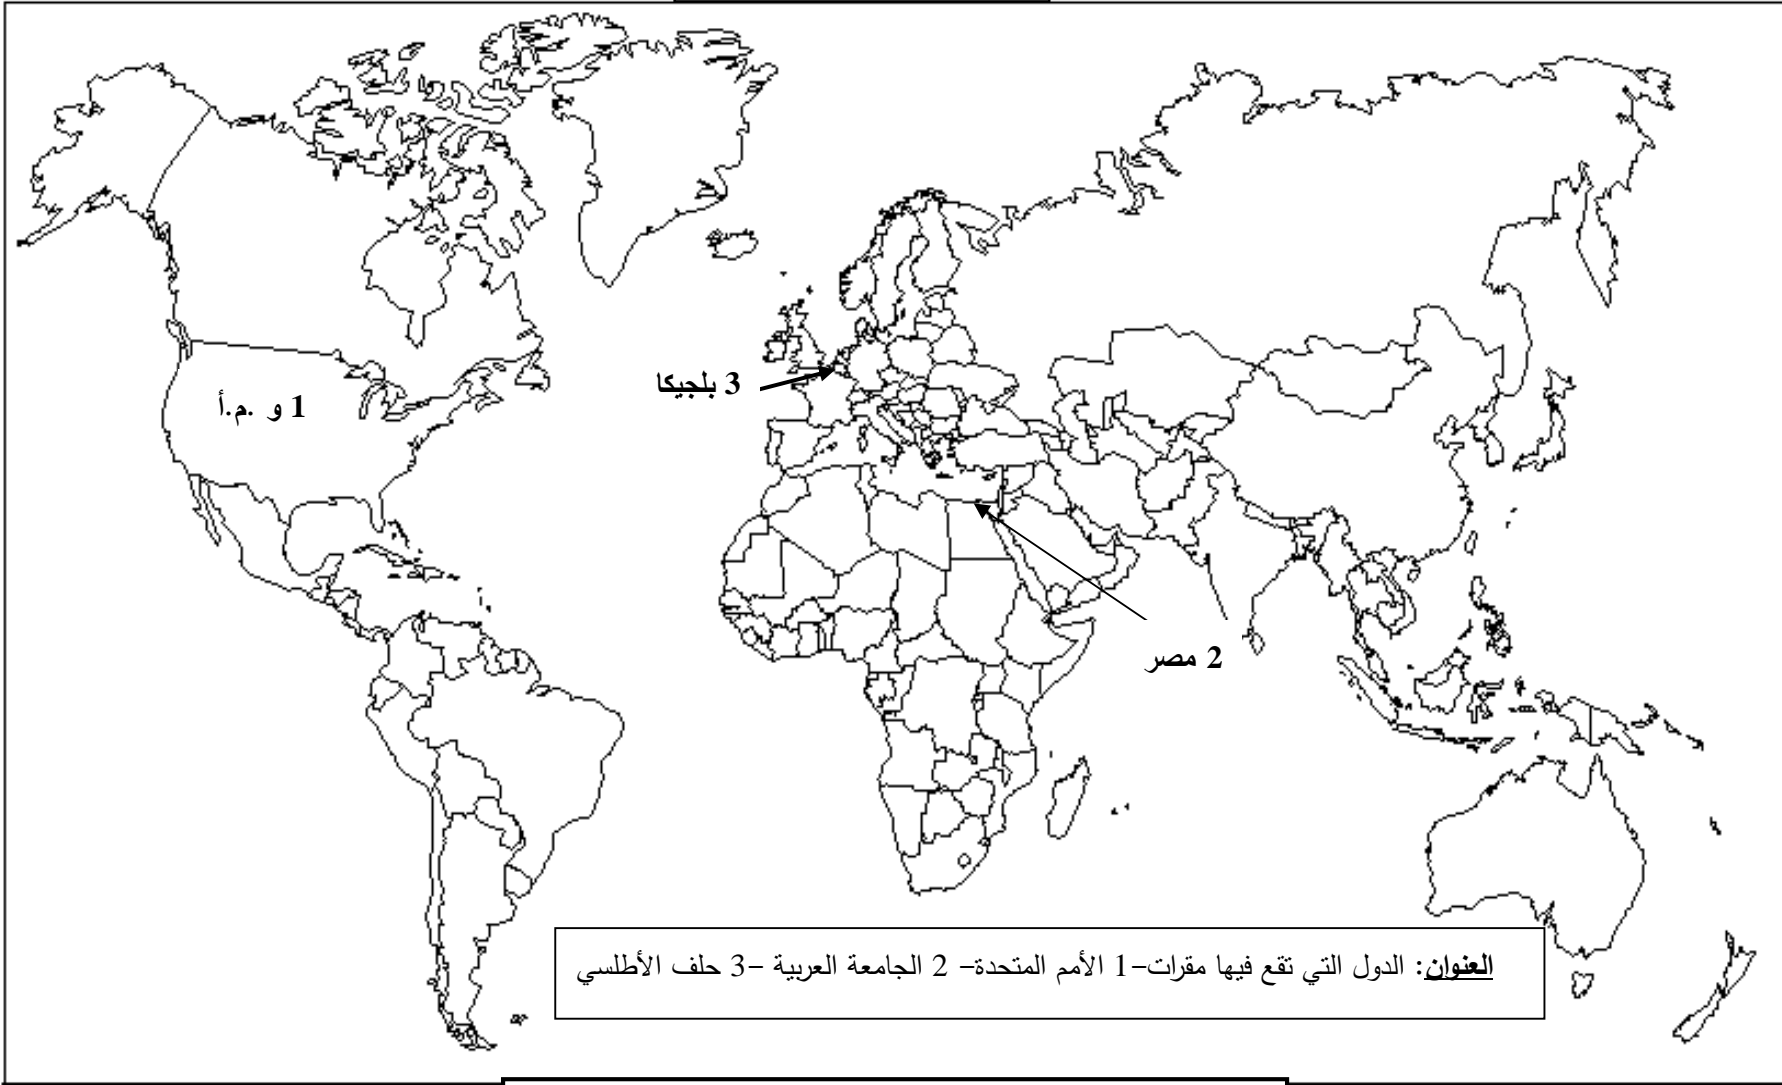 3 بلجيكا
1 و .م.أ
2 مصر
العنوان: الدول التي تقع فيها مقرات-1 الأمم المتحدة- 2 الجامعة العربية -3 حلف الأطلسي